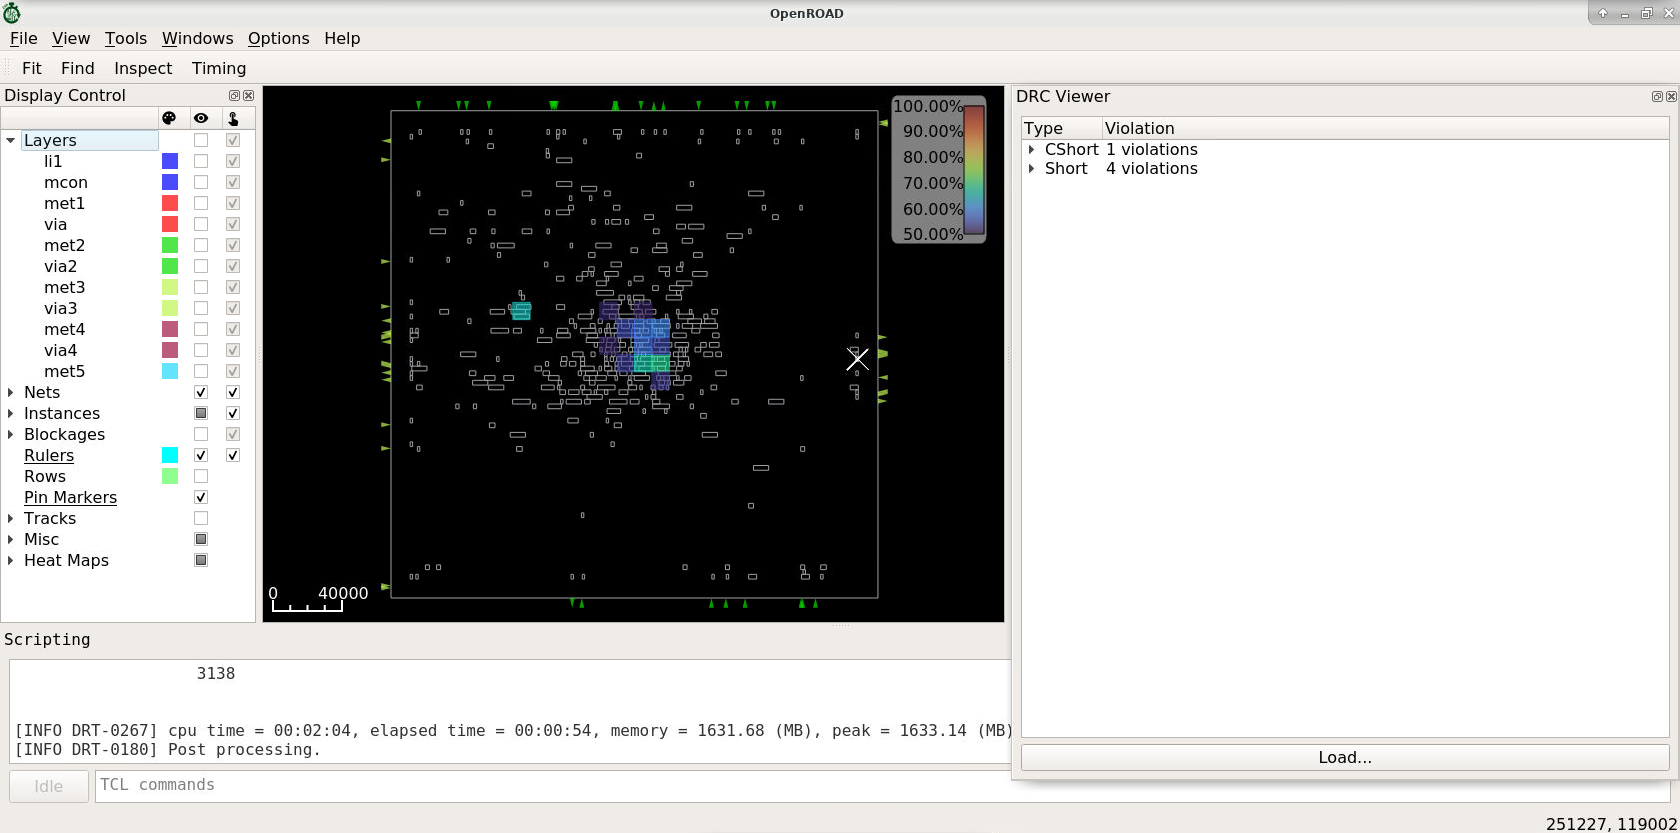 OpenROAD
File View Tools Windows Options Help
Fit Find Inspect Timing
Display Control
Layers
li1
mcon
met1
via
met2
via2
met3
via3
met4
via4
met5
Nets
Instances
Blockages
Rulers
Rows
Pin Markers
Tracks
Misc
Heat Maps
100.00%
90.00%
80.00%
70.00%
60.00%
50.00%
0 40000
DRC Viewer
Type Violation
CShort 1 violations
Short 4 violations
Load...
Scripting
3138
[INFO DRT-0267] cpu time = 00:02:04, elapsed time = 00:00:54, memory = 1631.68 (MB), peak = 1633.14 (MB)
[INFO DRT-0180] Post processing.
Idle TCL commands
251227, 119002